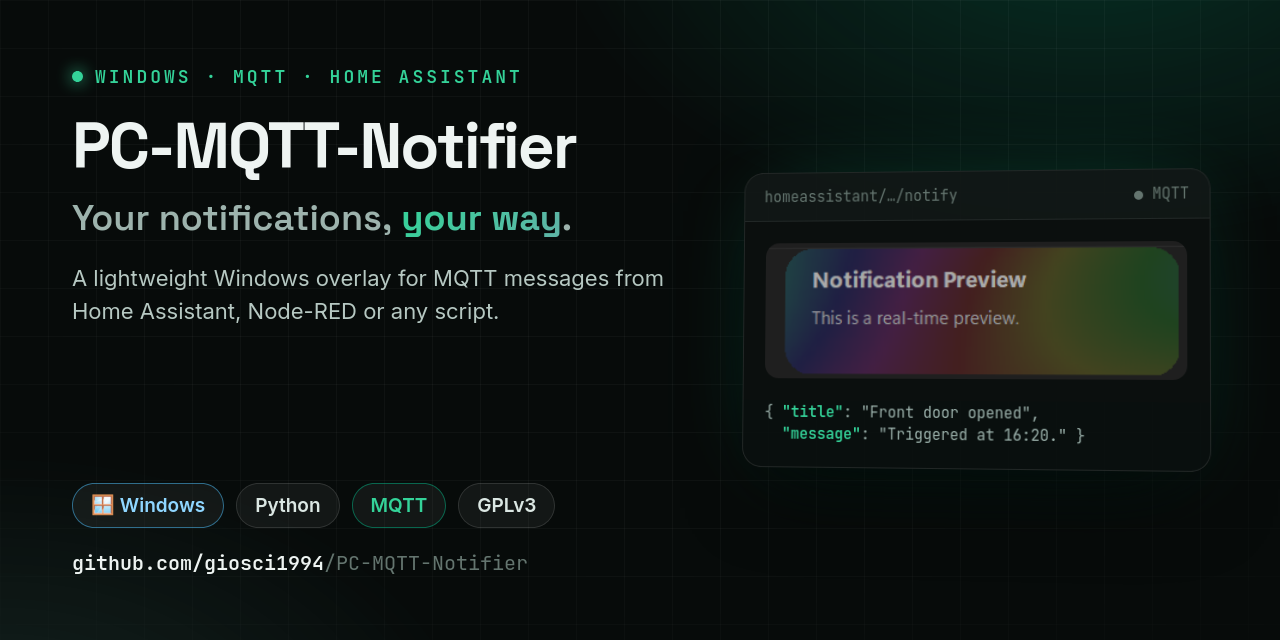 WINDOWS · MQTT · HOME ASSISTANT
PC-MQTT-Notifier
Your notifications, your way.
A lightweight Windows overlay for MQTT messages from
Home Assistant, Node-RED or any script.
Windows
Python
MQTT
GPLv3
github.com/giosci1994/PC-MQTT-Notifier
homeassistant/…/notify
MQTT
Notification Preview
This is a real-time preview.
{ "title": "Front door opened",
"message": "Triggered at 16:20." }